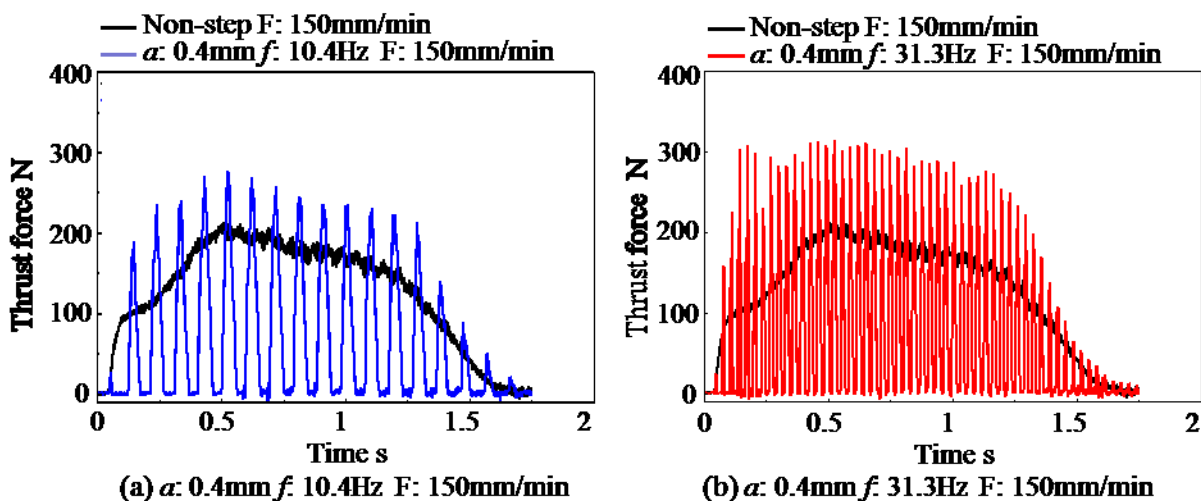 Non-step F: 150mm/min
a: 0.4mm f: 10.4Hz F: 150mm/min
400
300
200
100
0
Thrust force N
0 0.5 1 1.5 2
Time s
(a) a: 0.4mm f: 10.4Hz F: 150mm/min
Non-step F: 150mm/min
a: 0.4mm f: 31.3Hz F: 150mm/min
400
300
200
100
0
Thrust force N
0 0.5 1 1.5 2
Time s
(b) a: 0.4mm f: 31.3Hz F: 150mm/min